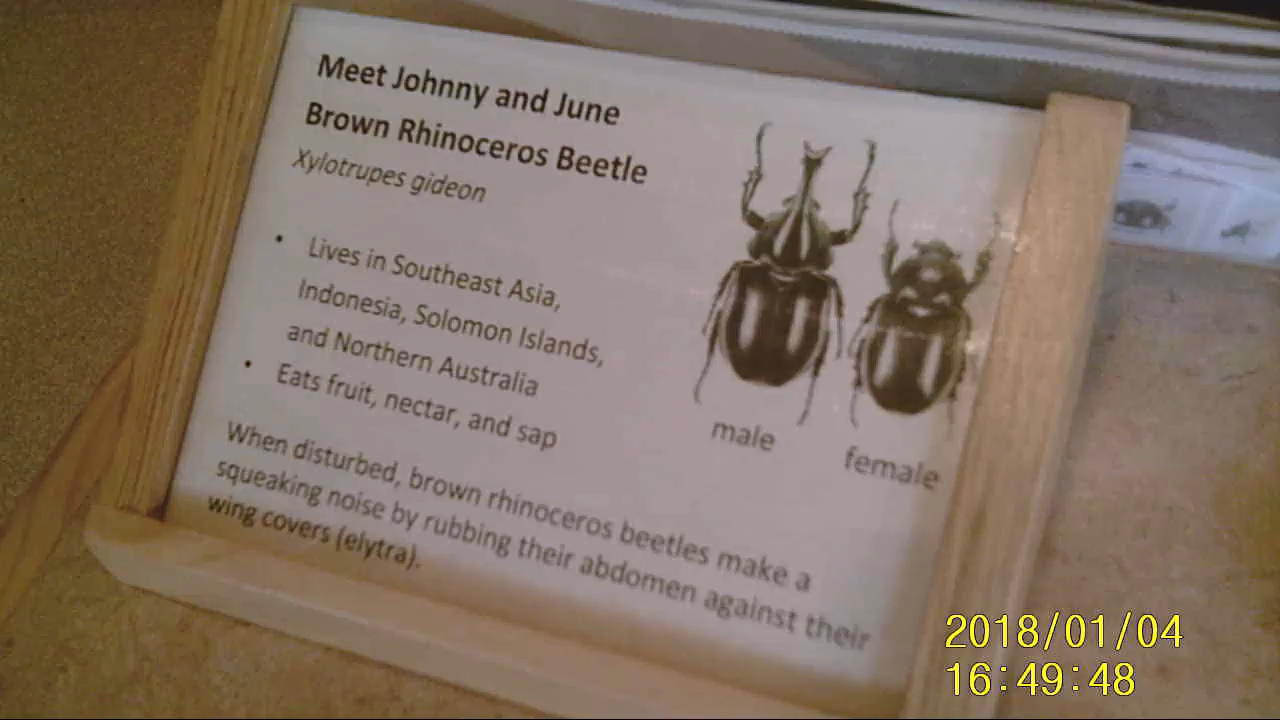 Meet Johnny and June
Brown Rhinoceros Beetle
Xylotrupes gideon
• Lives in Southeast Asia,
Indonesia, Solomon Islands,
and Northern Australia
• Eats fruit, nectar, and sap
male
female
When disturbed, brown rhinoceros beetles make a
squeaking noise by rubbing their abdomen against their
wing covers (elytra).
2018/01/04
16:49:48